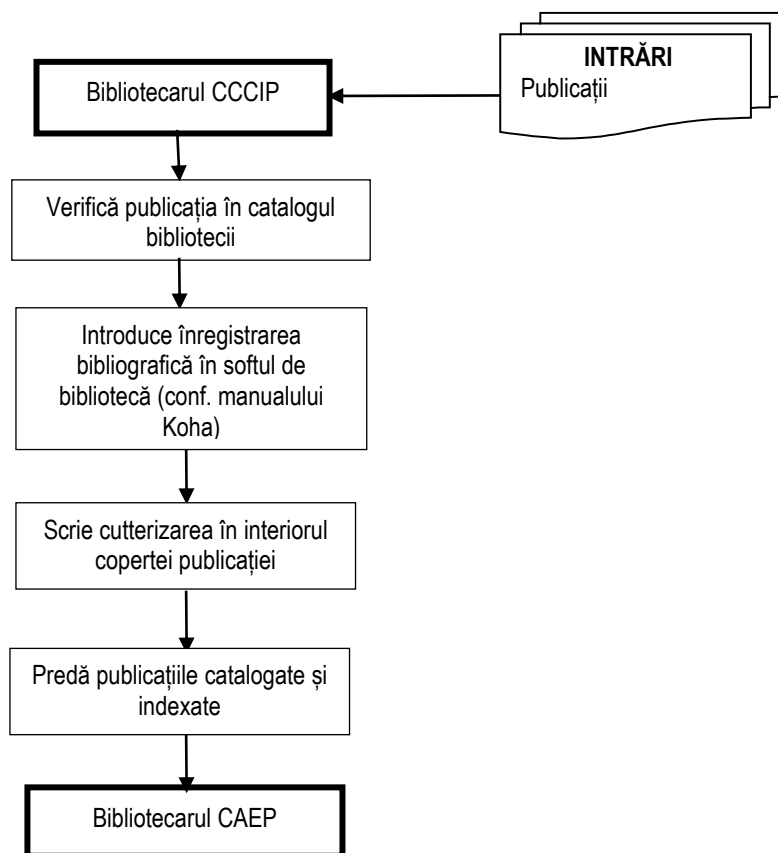 INTRĂRI
Publicații
Bibliotecarul CCCIP
Verifică publicația în catalogul
bibliotecii
Introduce înregistrarea
bibliografică în softul de
bibliotecă (conf. manualului
Koha)
Scrie cutterizarea în interiorul
copertei publicației
Predă publicațiile catalogate și
indexate
Bibliotecarul CAEP